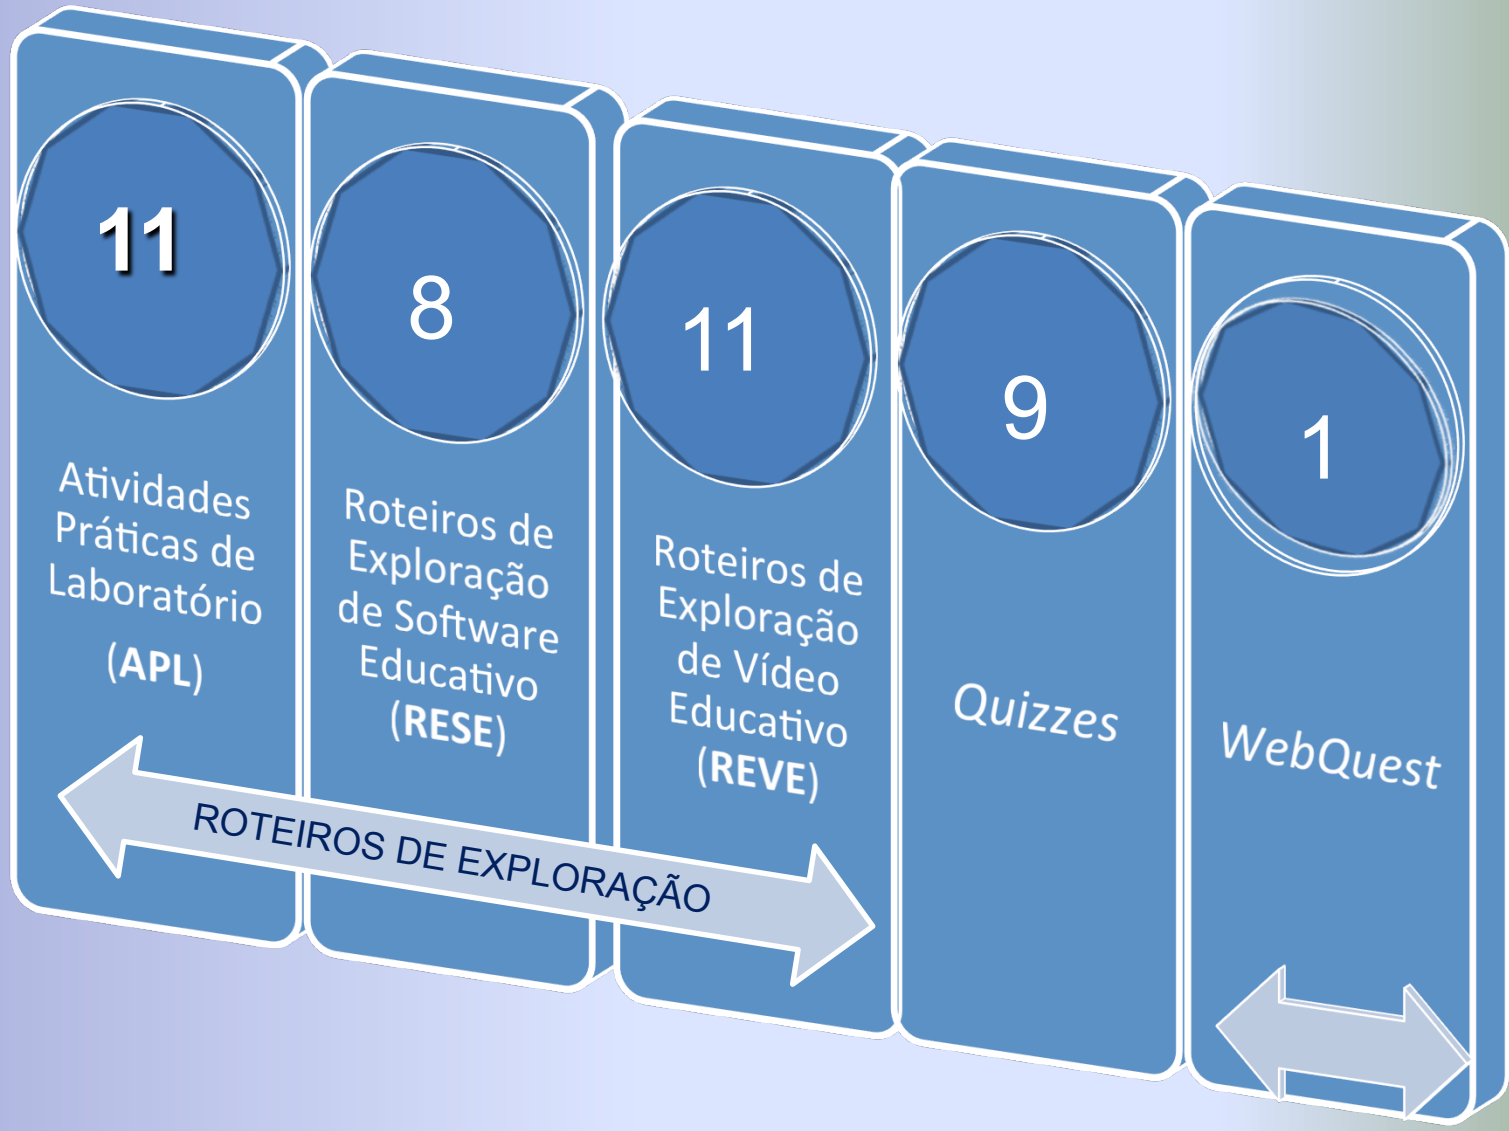 11
Atividades
Práticas de
Laboratório
(APL)
8
Roteiros de
Exploração
de Software
Educativo
(RESE)
11
Roteiros de
Exploração
de Vídeo
Educativo
(REVE)
9
Quizzes
1
WebQuest
ROTEIROS DE EXPLORAÇÃO